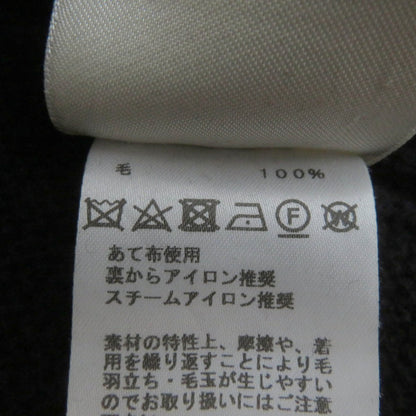 毛 100%
F W
あて布使用
裏からアイロン推奨
スチームアイロン推奨
素材の特性上、摩擦や、着
用を繰り返すことにより毛
羽立ち・毛玉が生じやすい
のでお取り扱いにはご注意